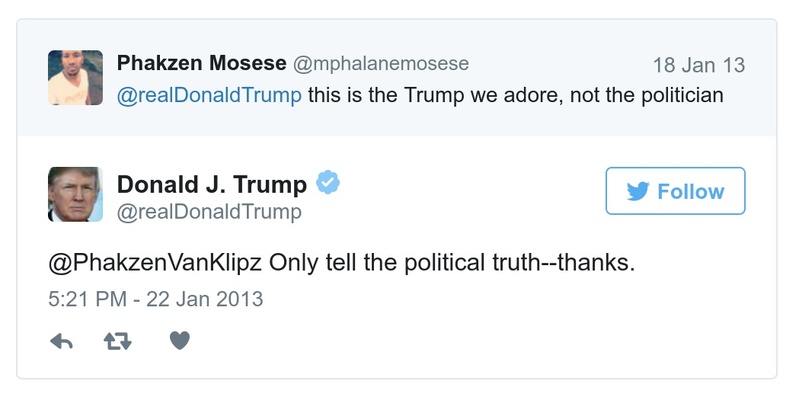 Phakzen Mosese @mphalanemosese 18 Jan 13
@realDonaldTrump this is the Trump we adore, not the politician
Donald J. Trump
Follow
@realDonaldTrump
@PhakzenVanKlipz Only tell the political truth--thanks.
5:21 PM - 22 Jan 2013